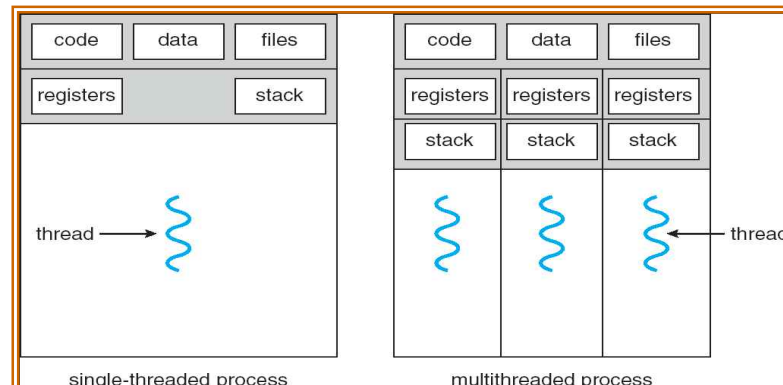 code data files
registers stack
thread
single-threaded process
code data files
registers registers registers
stack stack stack
thread
multithreaded process